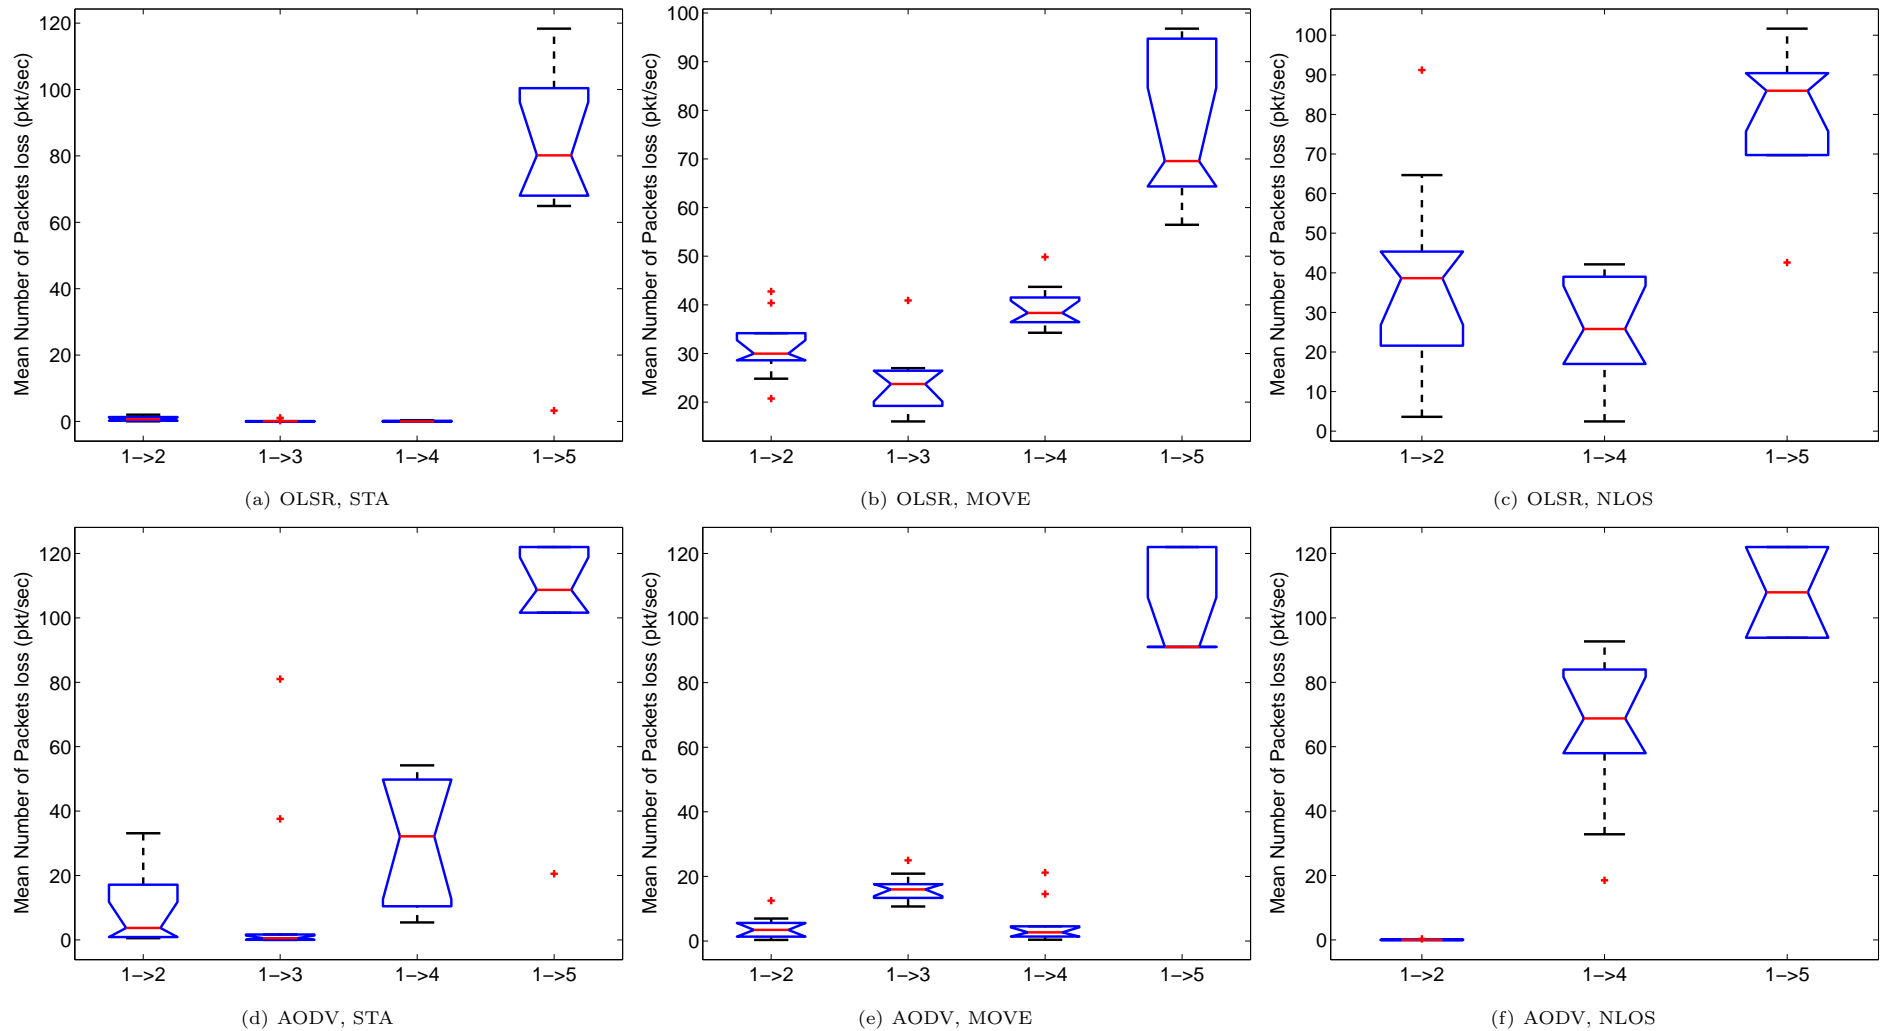 Mean Number of Packets loss (pkt/sec)
120
100
80
60
40
20
0
1−>2 1−>3 1−>4 1−>5
(a) OLSR, STA
Mean Number of Packets loss (pkt/sec)
100
90
80
70
60
50
40
30
20
1−>2 1−>3 1−>4 1−>5
(b) OLSR, MOVE
Mean Number of Packets loss (pkt/sec)
100
90
80
70
60
50
40
30
20
10
0
1−>2 1−>4 1−>5
(c) OLSR, NLOS
Mean Number of Packets loss (pkt/sec)
120
100
80
60
40
20
0
1−>2 1−>3 1−>4 1−>5
(d) AODV, STA
Mean Number of Packets loss (pkt/sec)
120
100
80
60
40
20
0
1−>2 1−>3 1−>4 1−>5
(e) AODV, MOVE
Mean Number of Packets loss (pkt/sec)
120
100
80
60
40
20
0
1−>2 1−>4 1−>5
(f) AODV, NLOS